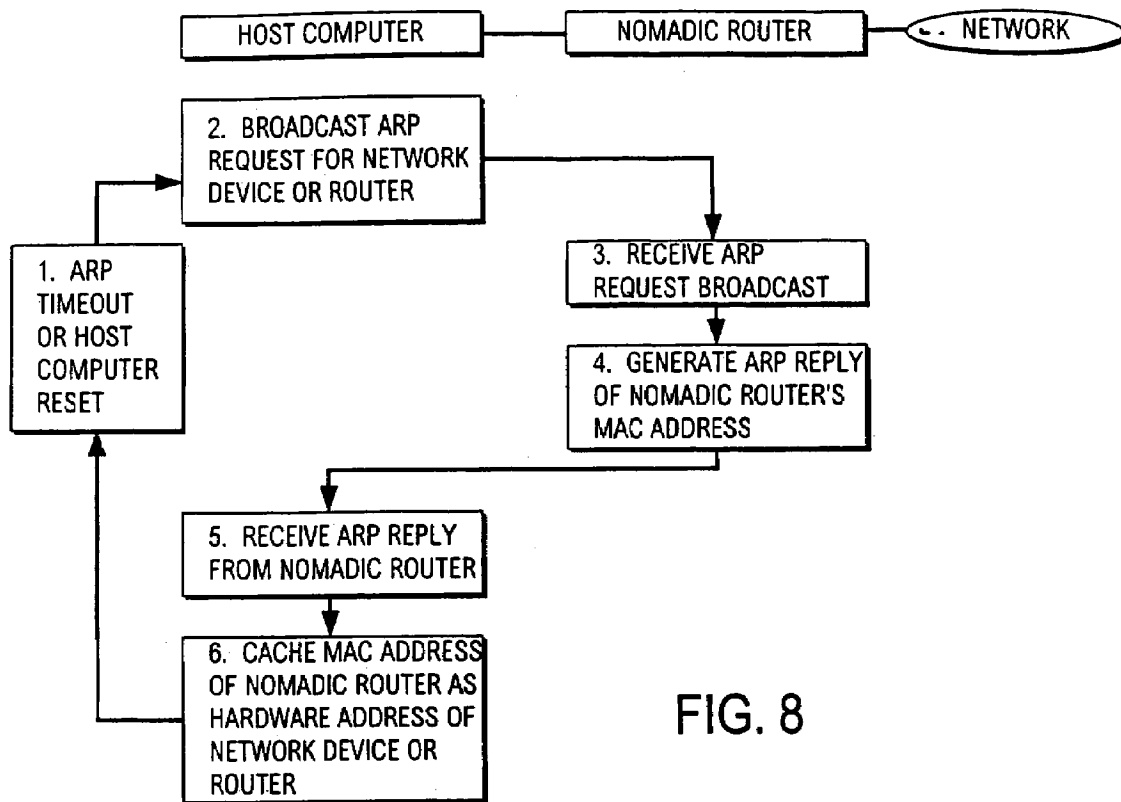 HOST COMPUTER
NOMADIC ROUTER
NETWORK
2. BROADCAST ARP
REQUEST FOR NETWORK
DEVICE OR ROUTER
1. ARP
TIMEOUT
OR HOST
COMPUTER
RESET
3. RECEIVE ARP
REQUEST BROADCAST
4. GENERATE ARP REPLY
OF NOMADIC ROUTER'S
MAC ADDRESS
5. RECEIVE ARP REPLY
FROM NOMADIC ROUTER
6. CACHE MAC ADDRESS
OF NOMADIC ROUTER AS
HARDWARE ADDRESS OF
NETWORK DEVICE OR
ROUTER
FIG. 8